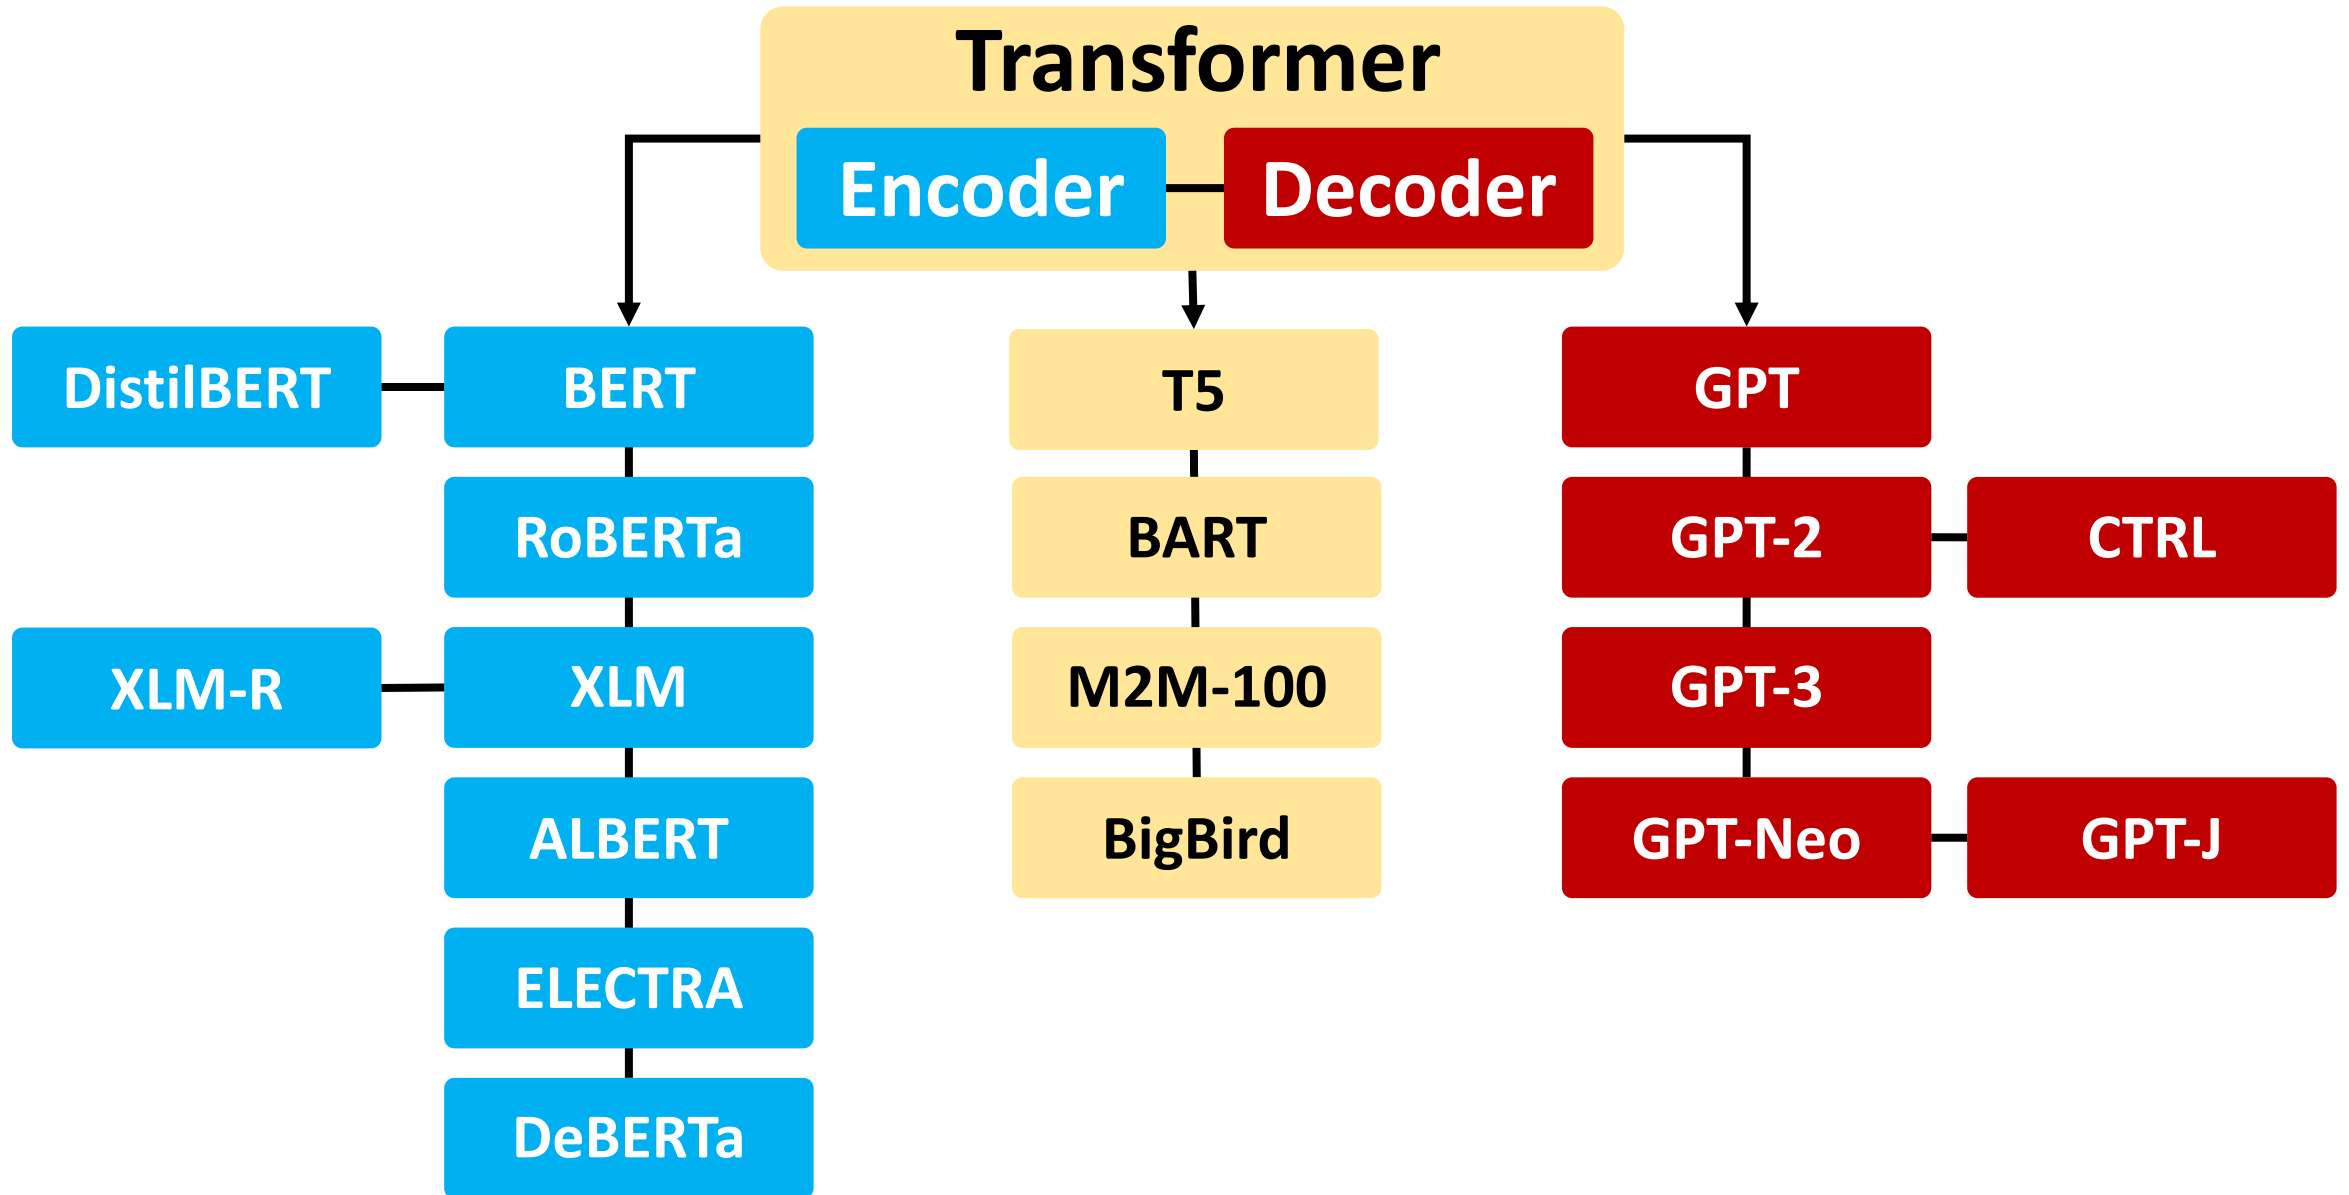 Transformer
Encoder
Decoder
DistilBERT
BERT
T5
GPT
RoBERTa
BART
GPT-2
CTRL
XLM-R
XLM
M2M-100
GPT-3
ALBERT
BigBird
GPT-Neo
GPT-J
ELECTRA
DeBERTa